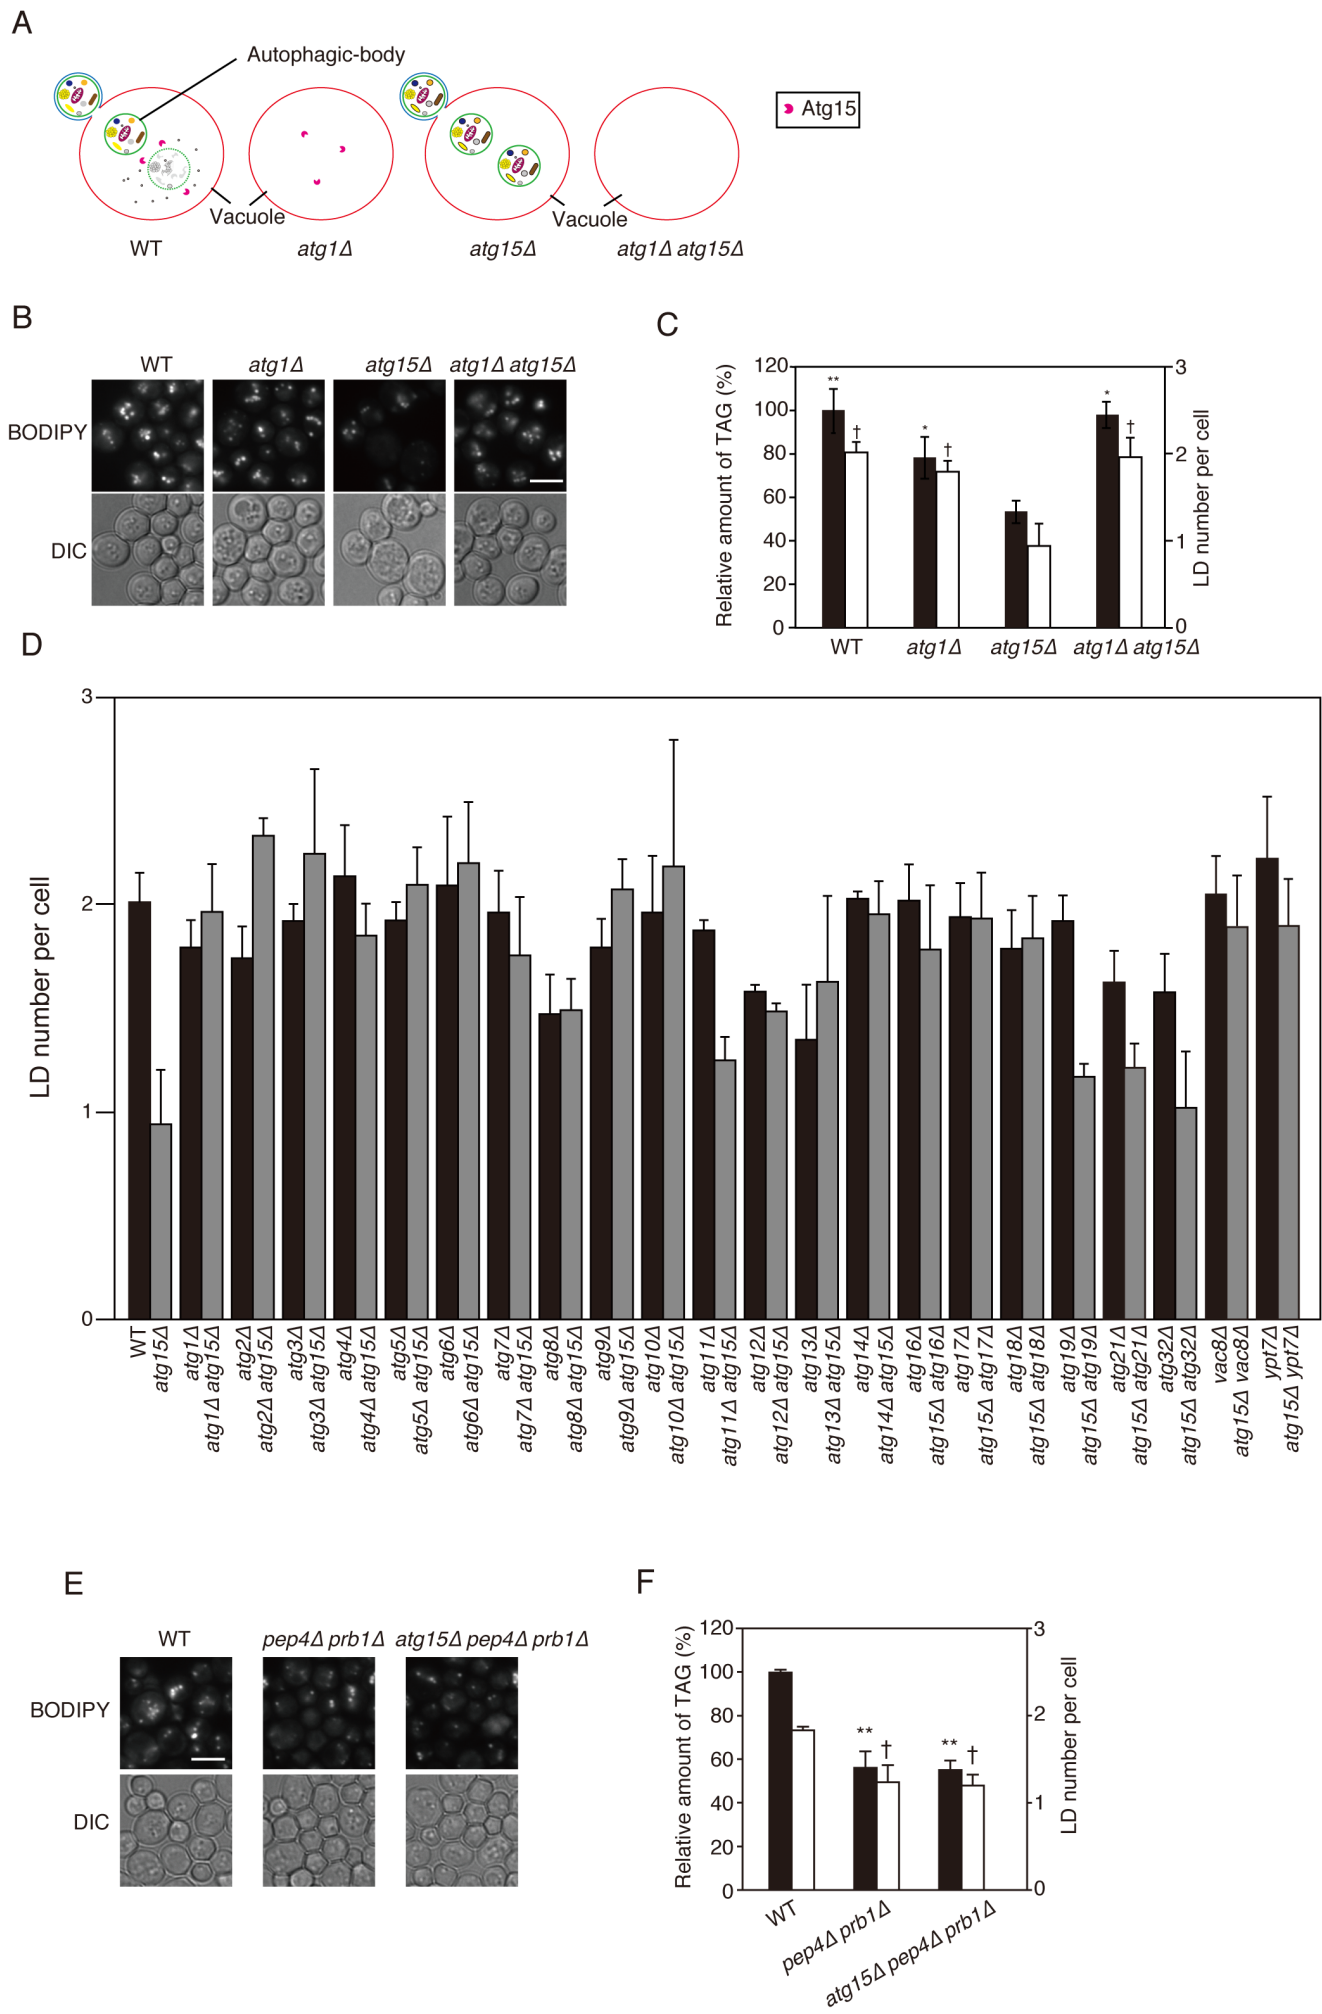 A
Autophagic-body
Atg15
Vacuole
Vacuole
WT
atg1Δ
atg15Δ
atg1Δ atg15Δ
B
WT
atg1Δ
atg15Δ
atg1Δ atg15Δ
BODIPY
DIC
C
Relative amount of TAG (%)
120
100
80
60
40
20
0
**
†
*
†
*
†
3
2
1
0
LD number per cell
WT
atg1Δ
atg15Δ
atg1Δ atg15Δ
D
LD number per cell
3
2
1
0
WT
atg15Δ
atg1Δ
atg1Δ atg15Δ
atg2Δ
atg2Δ atg15Δ
atg3Δ
atg3Δ atg15Δ
atg4Δ
atg4Δ atg15Δ
atg5Δ
atg5Δ atg15Δ
atg6Δ
atg6Δ atg15Δ
atg7Δ
atg7Δ atg15Δ
atg8Δ
atg8Δ atg15Δ
atg9Δ
atg9Δ atg15Δ
atg10Δ
atg10Δ atg15Δ
atg11Δ
atg11Δ atg15Δ
atg12Δ
atg12Δ atg15Δ
atg13Δ
atg13Δ atg15Δ
atg14Δ
atg14Δ atg15Δ
atg16Δ
atg15Δ atg16Δ
atg17Δ
atg15Δ atg17Δ
atg18Δ
atg15Δ atg18Δ
atg19Δ
atg15Δ atg19Δ
atg21Δ
atg15Δ atg21Δ
atg32Δ
atg15Δ atg32Δ
vac8Δ
atg15Δ vac8Δ
ypt7Δ
atg15Δ ypt7Δ
E
WT
pep4Δ prb1Δ
atg15Δ pep4Δ prb1Δ
BODIPY
DIC
F
Relative amount of TAG (%)
120
100
80
60
40
20
0
**
†
**
†
3
2
1
0
LD number per cell
WT
pep4Δ prb1Δ
atg15Δ pep4Δ prb1Δ